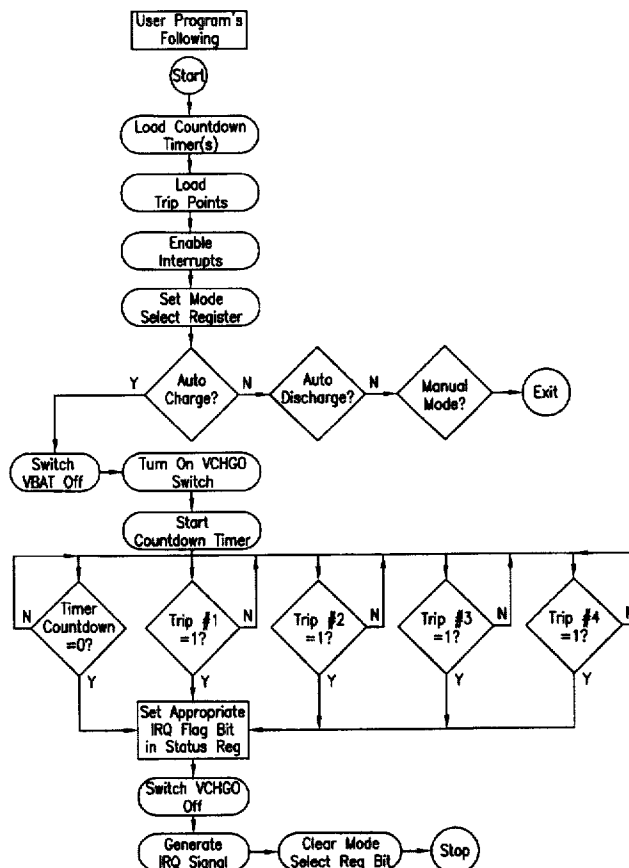 User Program's
Following
Start
Load Countdown
Timer(s)
Load
Trip Points
Enable
Interrupts
Set Mode
Select Register
Y
Auto
Charge?
N
Auto
Discharge?
N
Manual
Mode?
Exit
Switch
VBAT Off
Turn On VCHGO
Switch
Start
Countdown Timer
N
Timer
Countdown
=0?
Y
Trip #1
=1?
N
Y
Trip #2
=1?
N
Y
Trip #3
=1?
N
Y
Trip #4
=1?
N
Y
Set Appropriate
IRQ Flag Bit
in Status Reg
Switch VCHGO
Off
Generate
IRQ Signal
Clear Mode
Select Reg Bit
Stop